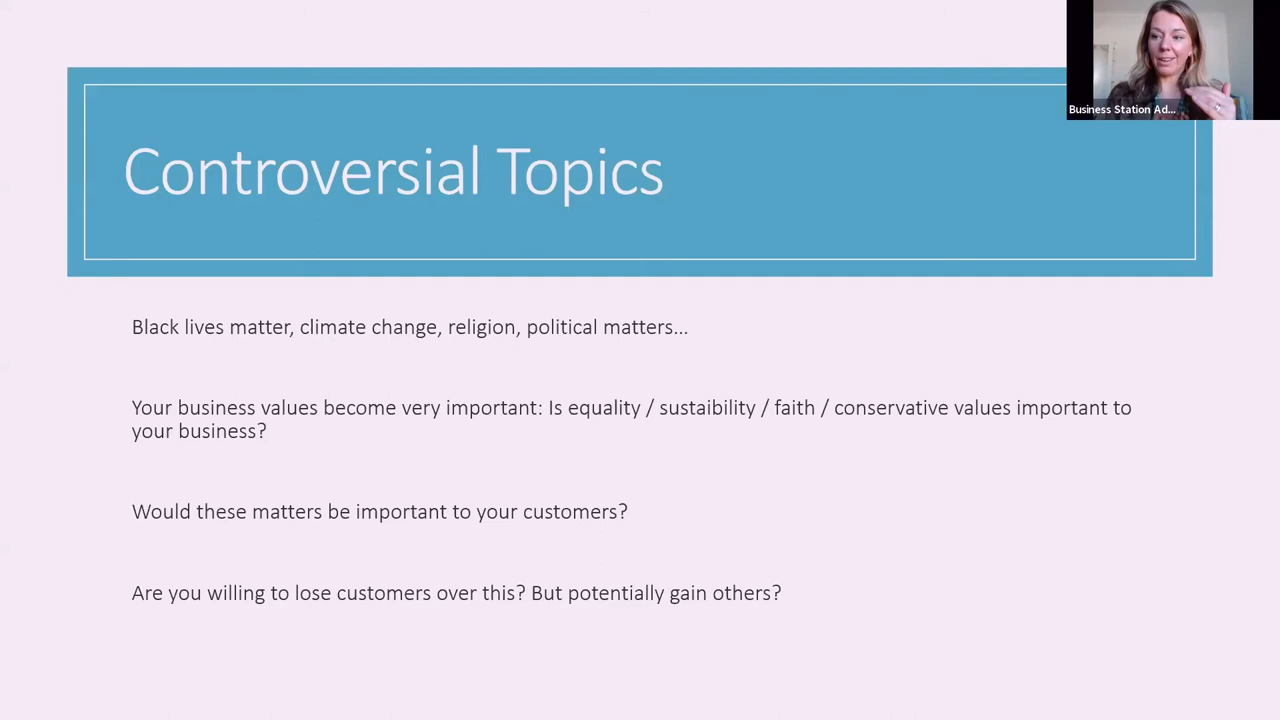 Business Station Ad...
Controversial Topics
Black lives matter, climate change, religion, political matters...
Your business values become very important: Is equality / sustaibility / faith / conservative values important to
your business?
Would these matters be important to your customers?
Are you willing to lose customers over this? But potentially gain others?